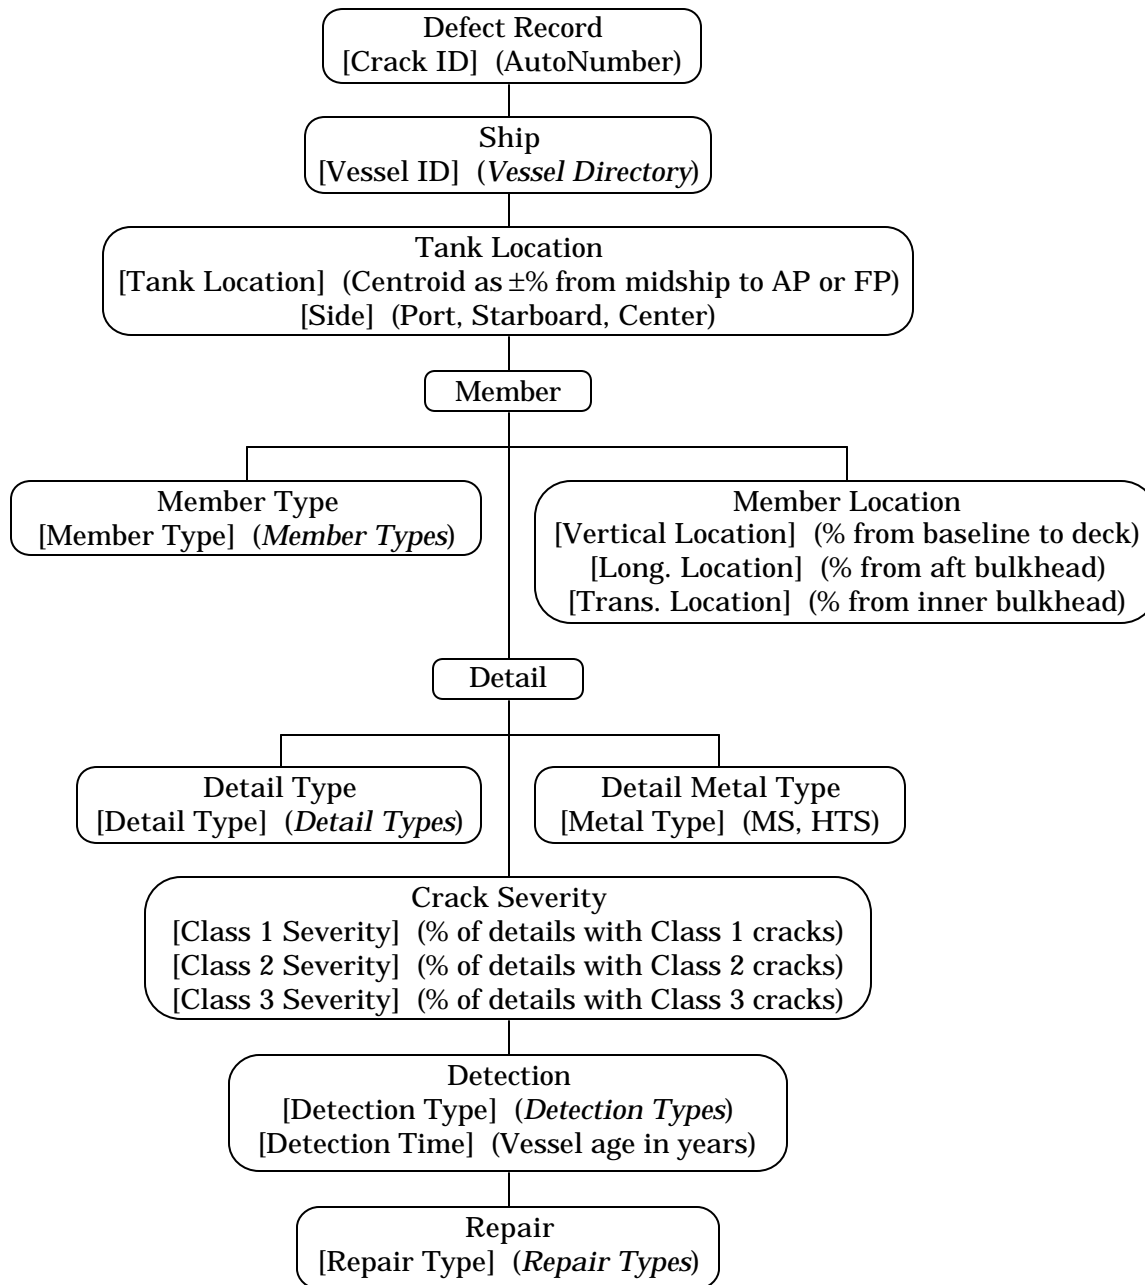 Defect Record
[Crack ID] (AutoNumber)
Ship
[Vessel ID] (Vessel Directory)
Tank Location
[Tank Location] (Centroid as ±% from midship to AP or FP)
[Side] (Port, Starboard, Center)
Member
Member Type
[Member Type] (Member Types)
Member Location
[Vertical Location] (% from baseline to deck)
[Long. Location] (% from aft bulkhead)
[Trans. Location] (% from inner bulkhead)
Detail
Detail Type
[Detail Type] (Detail Types)
Detail Metal Type
[Metal Type] (MS, HTS)
Crack Severity
[Class 1 Severity] (% of details with Class 1 cracks)
[Class 2 Severity] (% of details with Class 2 cracks)
[Class 3 Severity] (% of details with Class 3 cracks)
Detection
[Detection Type] (Detection Types)
[Detection Time] (Vessel age in years)
Repair
[Repair Type] (Repair Types)